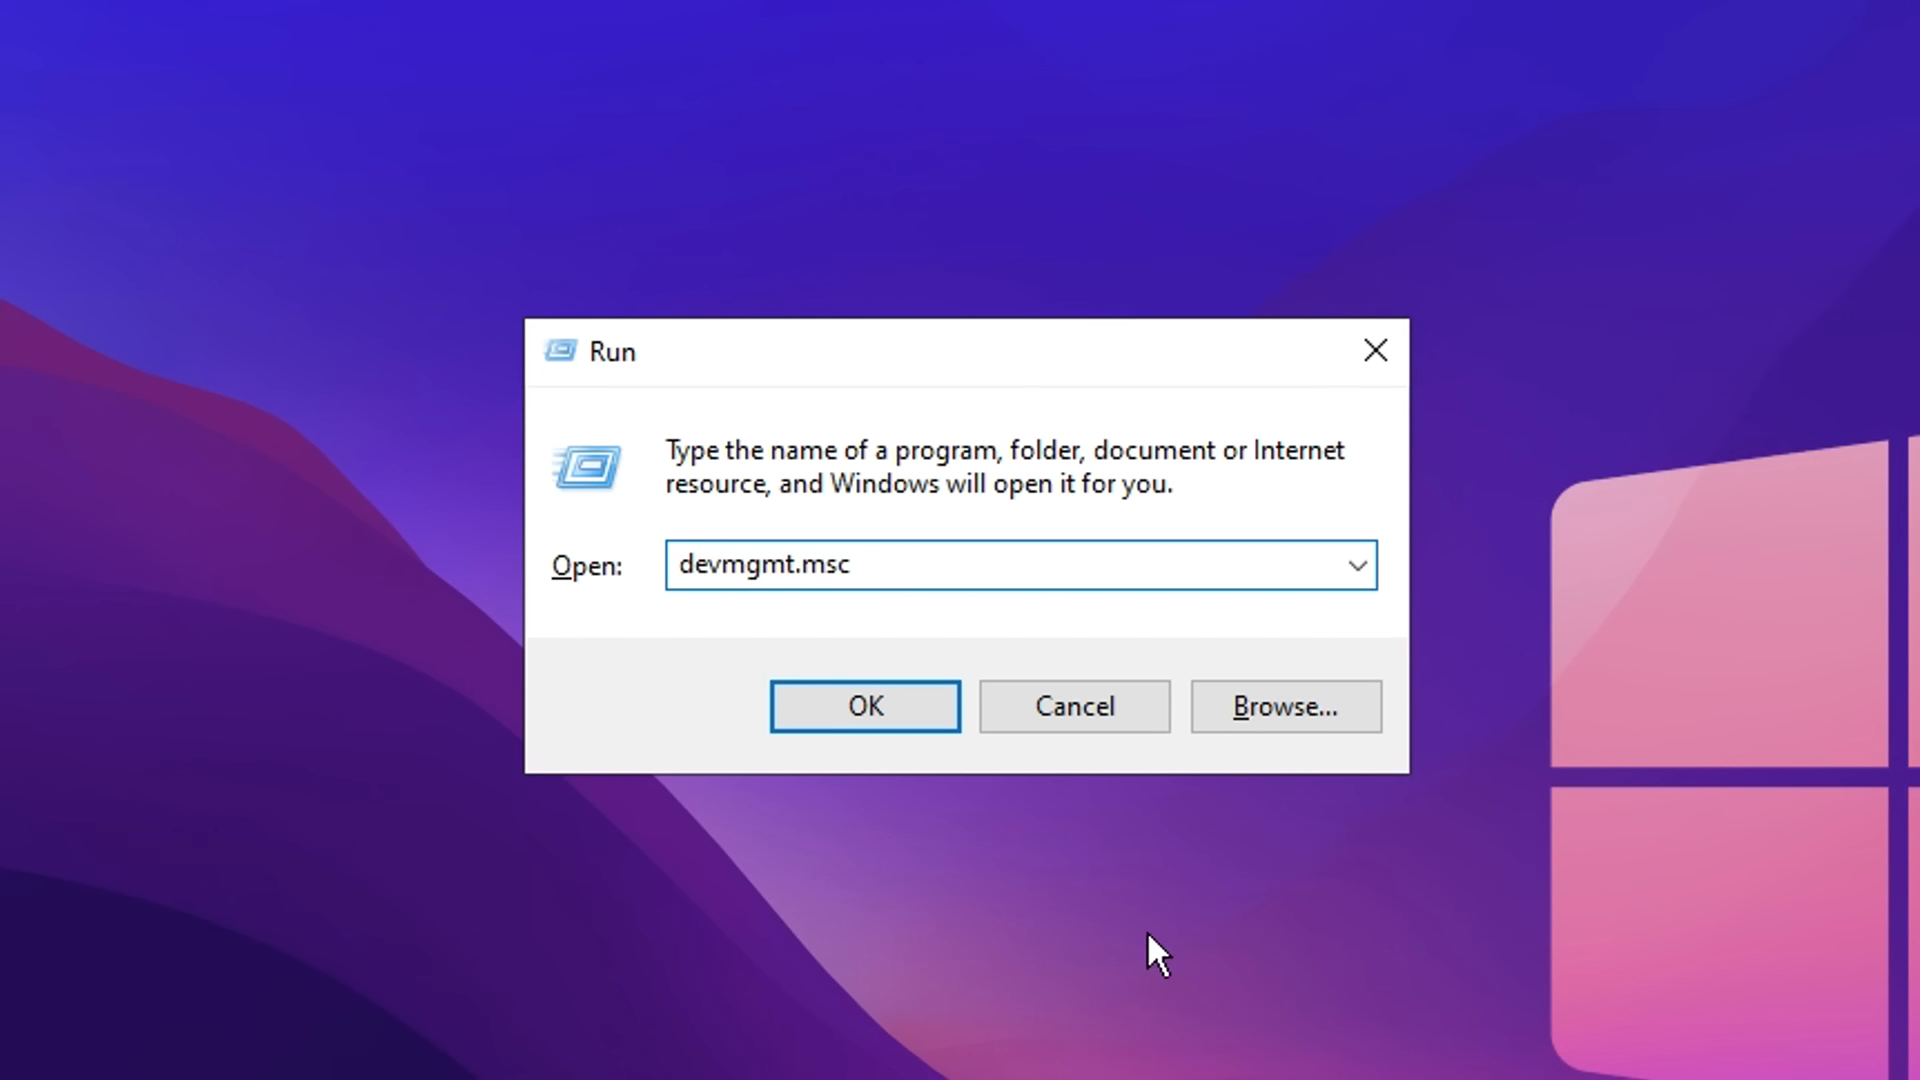 Run
Type the name of a program, folder, document or Internet
resource, and Windows will open it for you.
Open: devmgmt.msc
OK Cancel Browse...